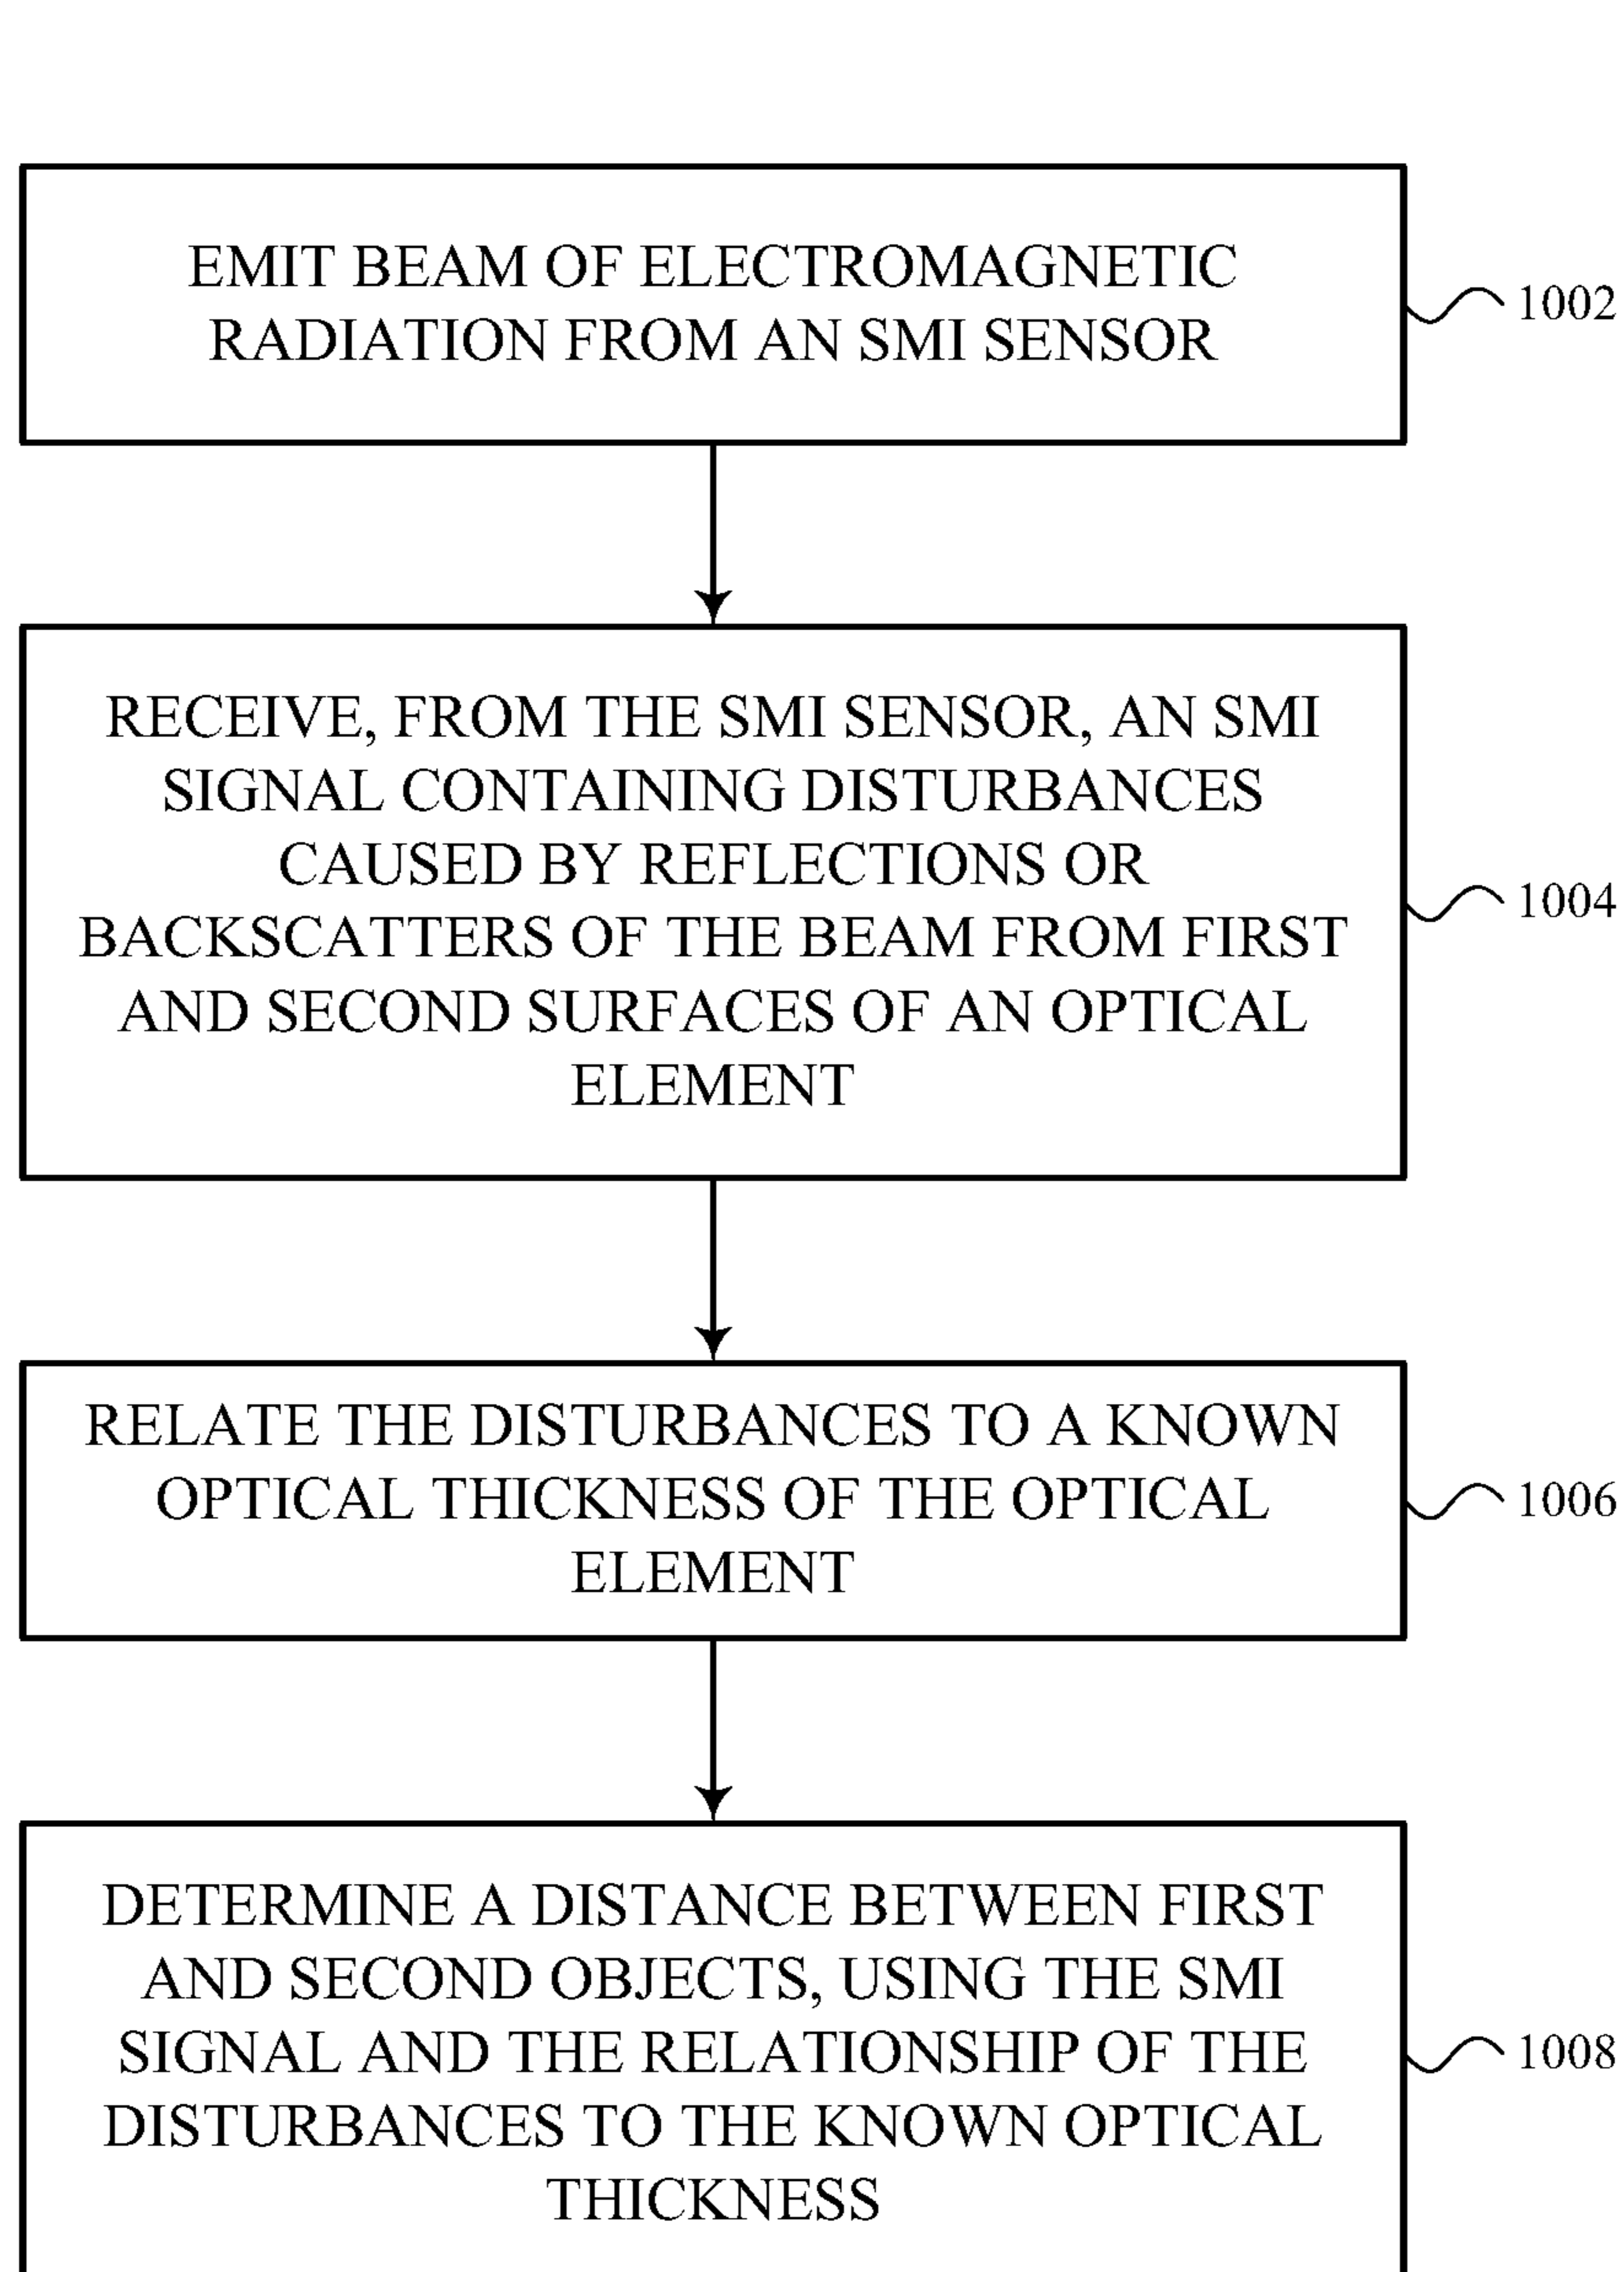 EMIT BEAM OF ELECTROMAGNETIC
RADIATION FROM AN SMI SENSOR
1002
RECEIVE, FROM THE SMI SENSOR, AN SMI
SIGNAL CONTAINING DISTURBANCES
CAUSED BY REFLECTIONS OR
BACKSCATTERS OF THE BEAM FROM FIRST
AND SECOND SURFACES OF AN OPTICAL
ELEMENT
1004
RELATE THE DISTURBANCES TO A KNOWN
OPTICAL THICKNESS OF THE OPTICAL
ELEMENT
1006
DETERMINE A DISTANCE BETWEEN FIRST
AND SECOND OBJECTS, USING THE SMI
SIGNAL AND THE RELATIONSHIP OF THE
DISTURBANCES TO THE KNOWN OPTICAL
THICKNESS
1008